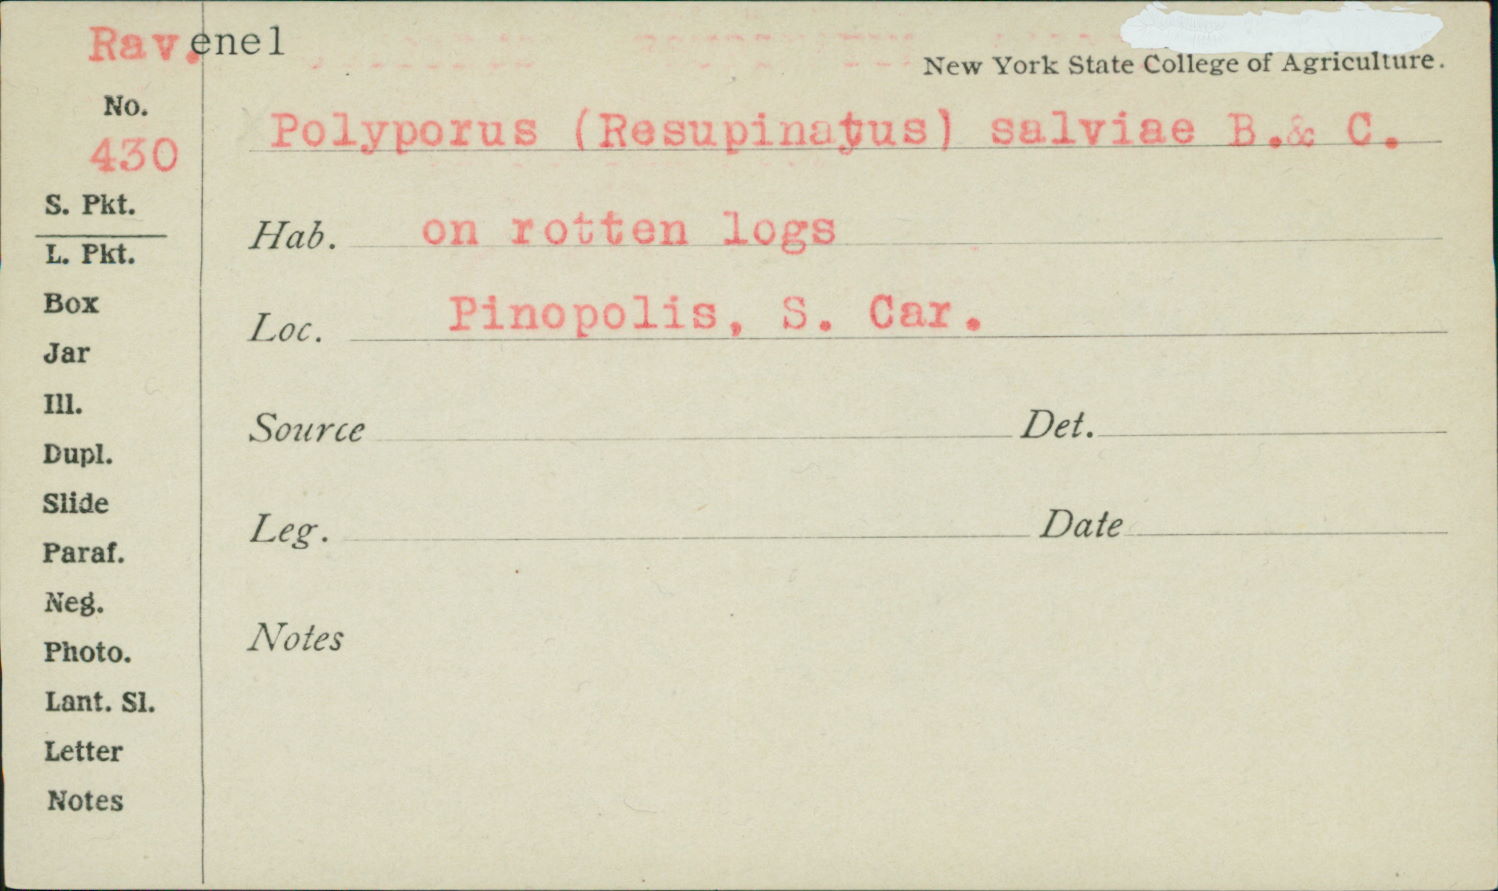 Rav.enel
New York State College of Agriculture.
No.
430
Polyporus (Resupinatus) salviae B.& C.
S. Pkt.
Hab. on rotten logs
L. Pkt.
Box
Loc. Pinopolis, S. Car.
Jar
Ill.
Source Det.
Dupl.
Slide
Leg. Date
Paraf.
Neg.
Notes
Photo.
Lant. Sl.
Letter
Notes